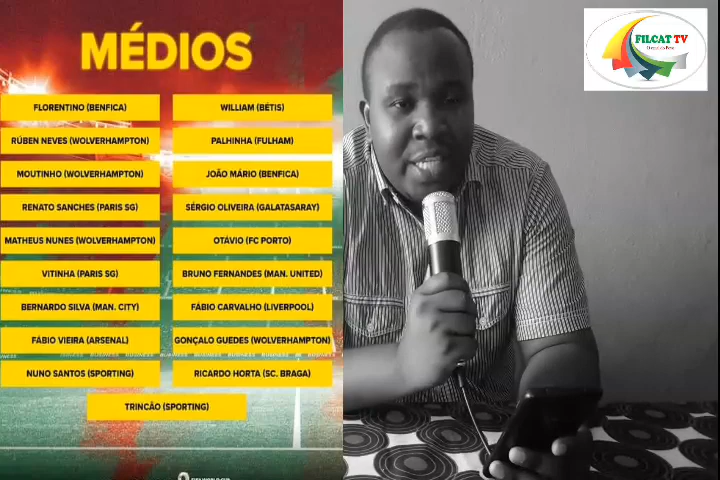 MÉDIOS
FLORENTINO (BENFICA)
WILLIAM (BÉTIS)
RÚBEN NEVES (WOLVERHAMPTON)
PALHINHA (FULHAM)
MOUTINHO (WOLVERHAMPTON)
JOÃO MÁRIO (BENFICA)
RENATO SANCHES (PARIS SG)
SÉRGIO OLIVEIRA (GALATASARAY)
MATHEUS NUNES (WOLVERHAMPTON)
OTÁVIO (FC PORTO)
VITINHA (PARIS SG)
BRUNO FERNANDES (MAN. UNITED)
BERNARDO SILVA (MAN. CITY)
FÁBIO CARVALHO (LIVERPOOL)
FÁBIO VIEIRA (ARSENAL)
GONÇALO GUEDES (WOLVERHAMPTON)
NUNO SANTOS (SPORTING)
RICARDO HORTA (SC. BRAGA)
TRINCÃO (SPORTING)
FILCAT TV